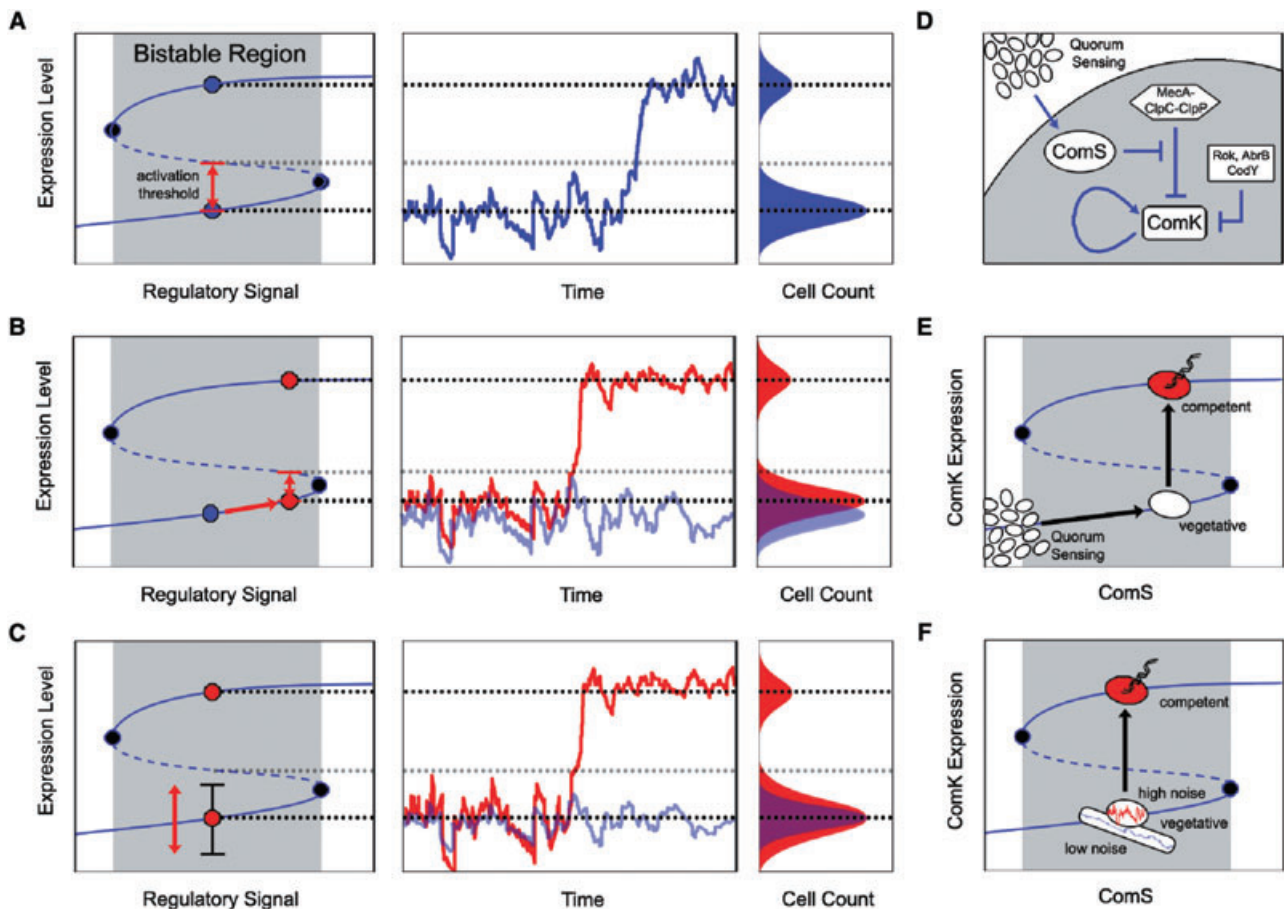 A
Expression Level
Bistable Region
activation
threshold
Regulatory Signal
Time
Cell Count
D
Quorum
Sensing
MecA-
ClpC-ClpP
ComS
Rok, AbrB
CodY
ComK
B
Expression Level
Regulatory Signal
Time
Cell Count
E
ComK Expression
competent
vegetative
Quorum
Sensing
ComS
C
Expression Level
Regulatory Signal
Time
Cell Count
F
ComK Expression
competent
high noise
vegetative
low noise
ComS